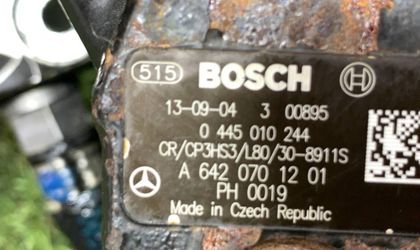 515 BOSCH
13-09-04 3 00895
0 445 010 244
CR/CP3HS3/L80/30-8911S
A 642 070 12 01
PH 0019
Made in Czech Republic